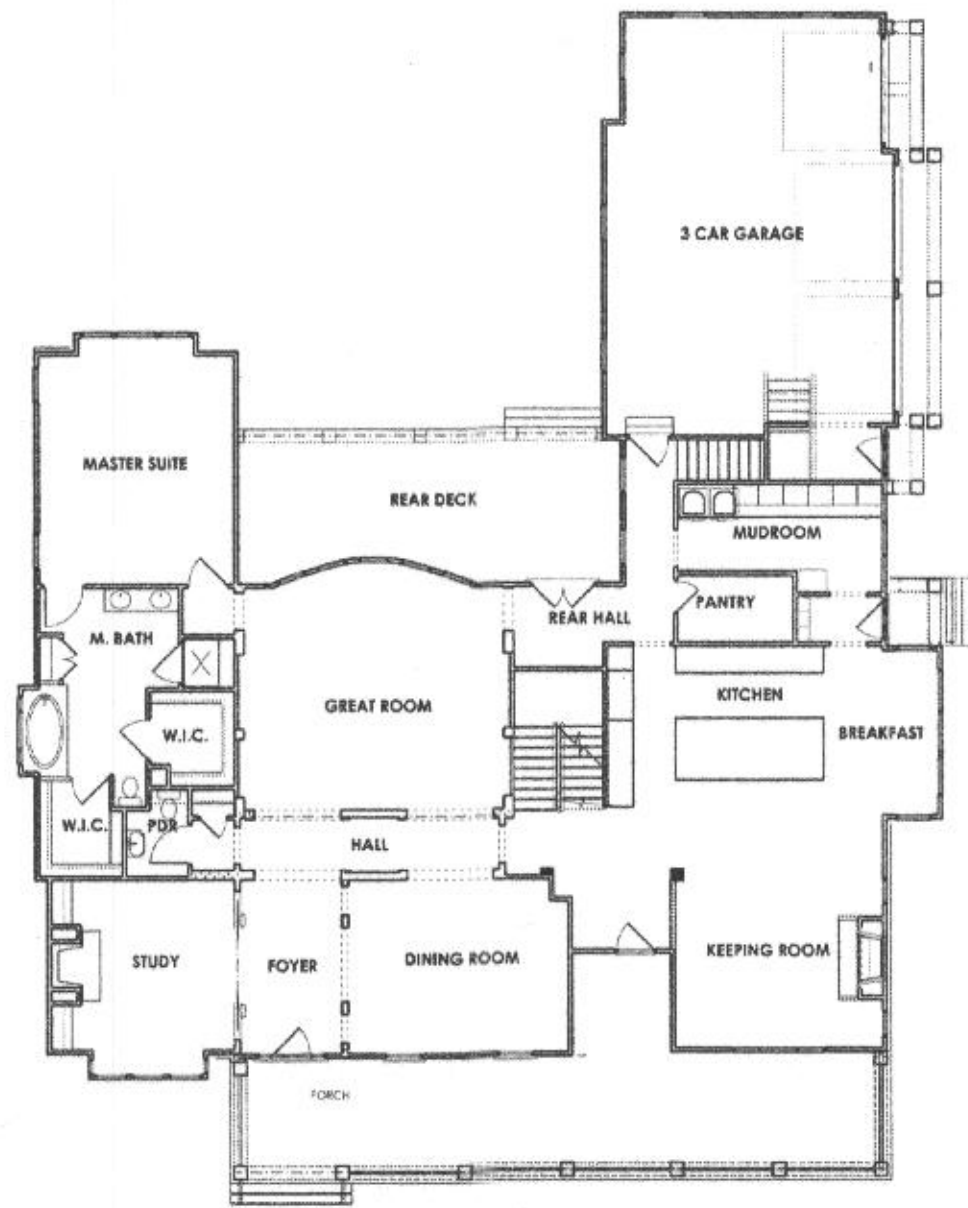 3 CAR GARAGE
MASTER SUITE
REAR DECK
MUDROOM
PANTRY
REAR HALL
M. BATH
KITCHEN
GREAT ROOM
BREAKFAST
W.I.C.
W.I.C.
PDR
HALL
STUDY
FOYER
DINING ROOM
KEEPING ROOM
PORCH